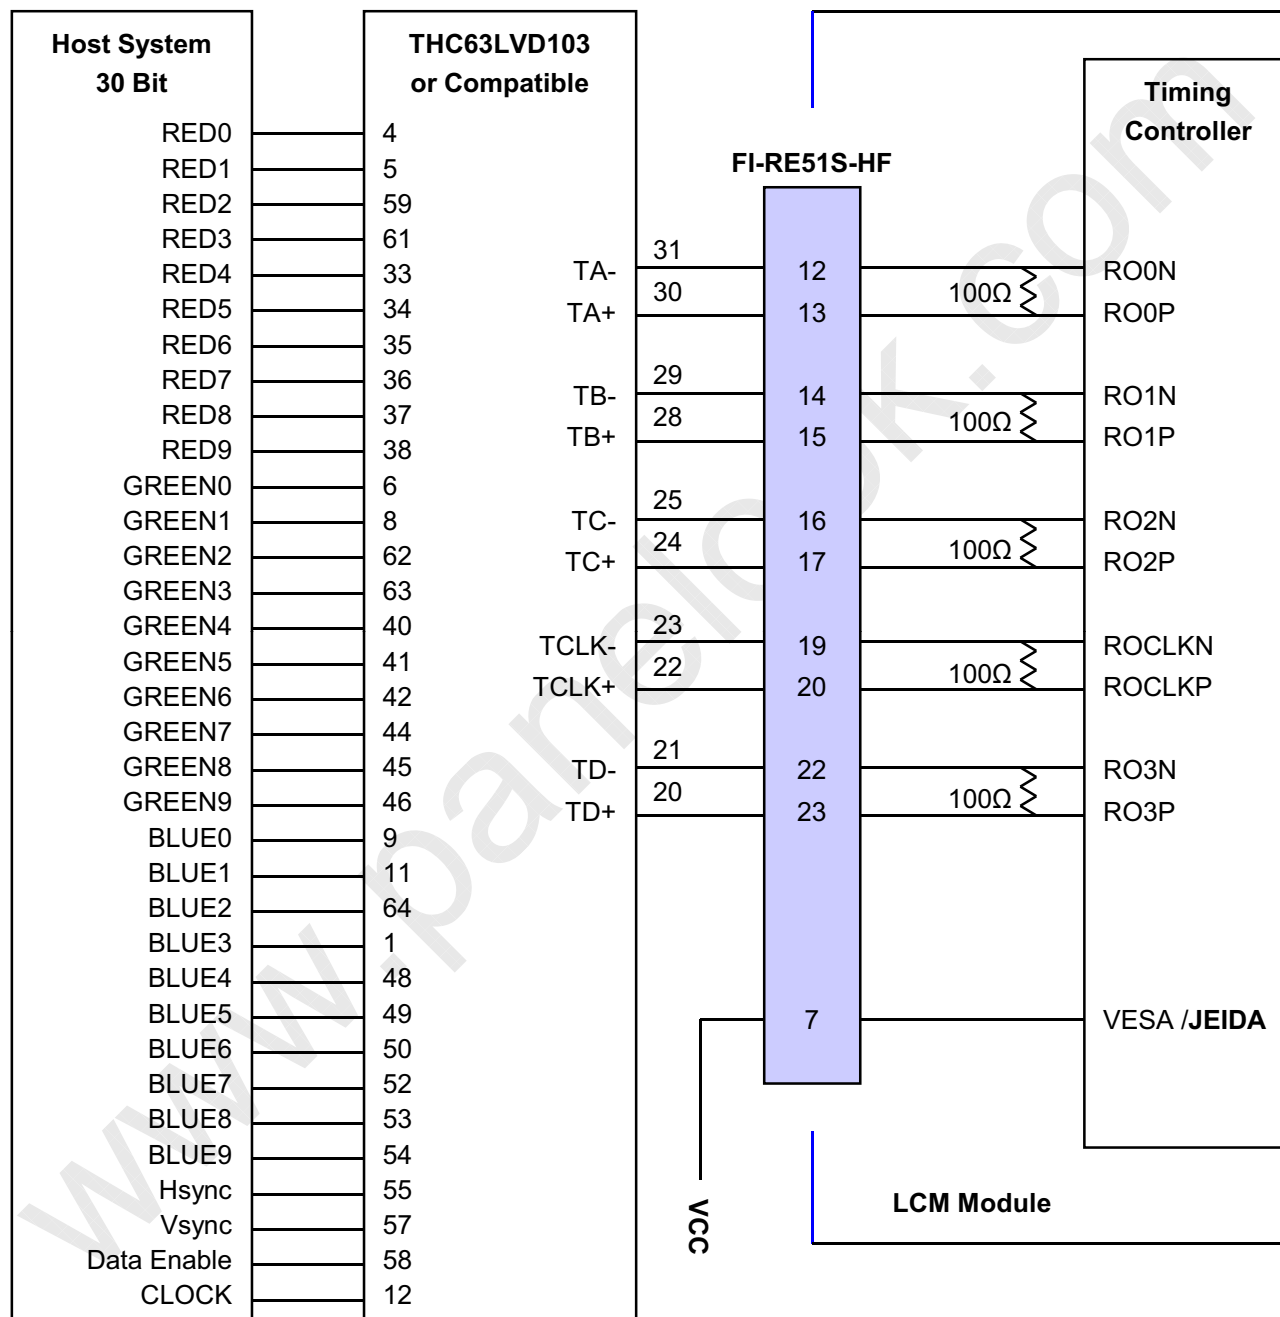 Host System
30 Bit
RED0 4
RED1 5
RED2 59
RED3 61
RED4 33
RED5 34
RED6 35
RED7 36
RED8 37
RED9 38
GREEN0 6
GREEN1 8
GREEN2 62
GREEN3 63
GREEN4 40
GREEN5 41
GREEN6 42
GREEN7 44
GREEN8 45
GREEN9 46
BLUE0 9
BLUE1 11
BLUE2 64
BLUE3 1
BLUE4 48
BLUE5 49
BLUE6 50
BLUE7 52
BLUE8 53
BLUE9 54
Hsync 55
Vsync 57
Data Enable 58
CLOCK 12
THC63LVD103
or Compatible
FI-RE51S-HF
Timing
Controller
TA- 31 12 RO0N
100Ω
TA+ 30 13 RO0P
TB- 29 14 RO1N
100Ω
TB+ 28 15 RO1P
TC- 25 16 RO2N
100Ω
TC+ 24 17 RO2P
TCLK- 23 19 ROCLKN
100Ω
TCLK+ 22 20 ROCLKP
TD- 21 22 RO3N
100Ω
TD+ 20 23 RO3P
7 VESA /JEIDA
VCC
LCM Module
www.panelook.com